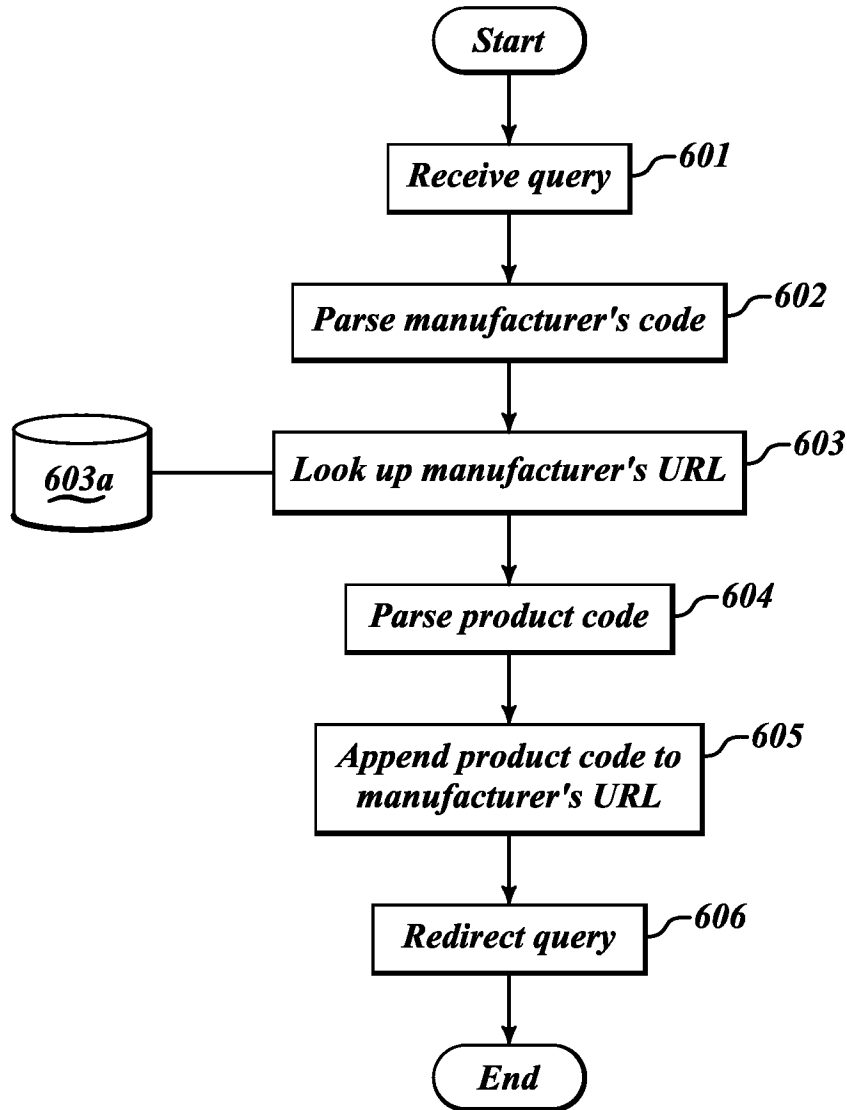 Start
Receive query
601
Parse manufacturer's code
602
603a
Look up manufacturer's URL
603
Parse product code
604
Append product code to
manufacturer's URL
605
Redirect query
606
End